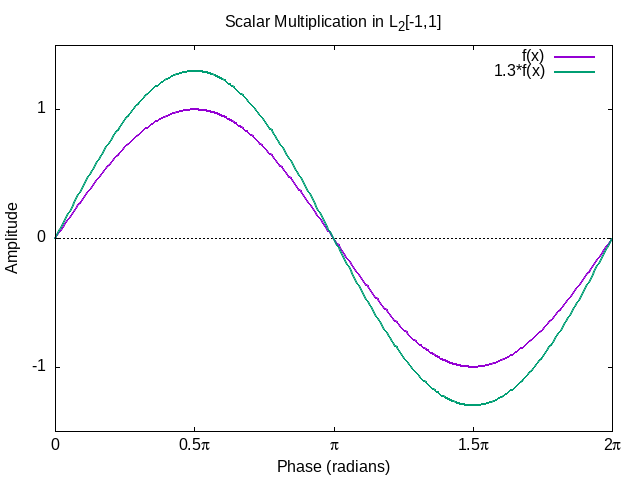 Scalar Multiplication in L2[-1,1]
f(x)
1.3*f(x)
1
0
-1
Amplitude
0 0.5π π 1.5π 2π
Phase (radians)